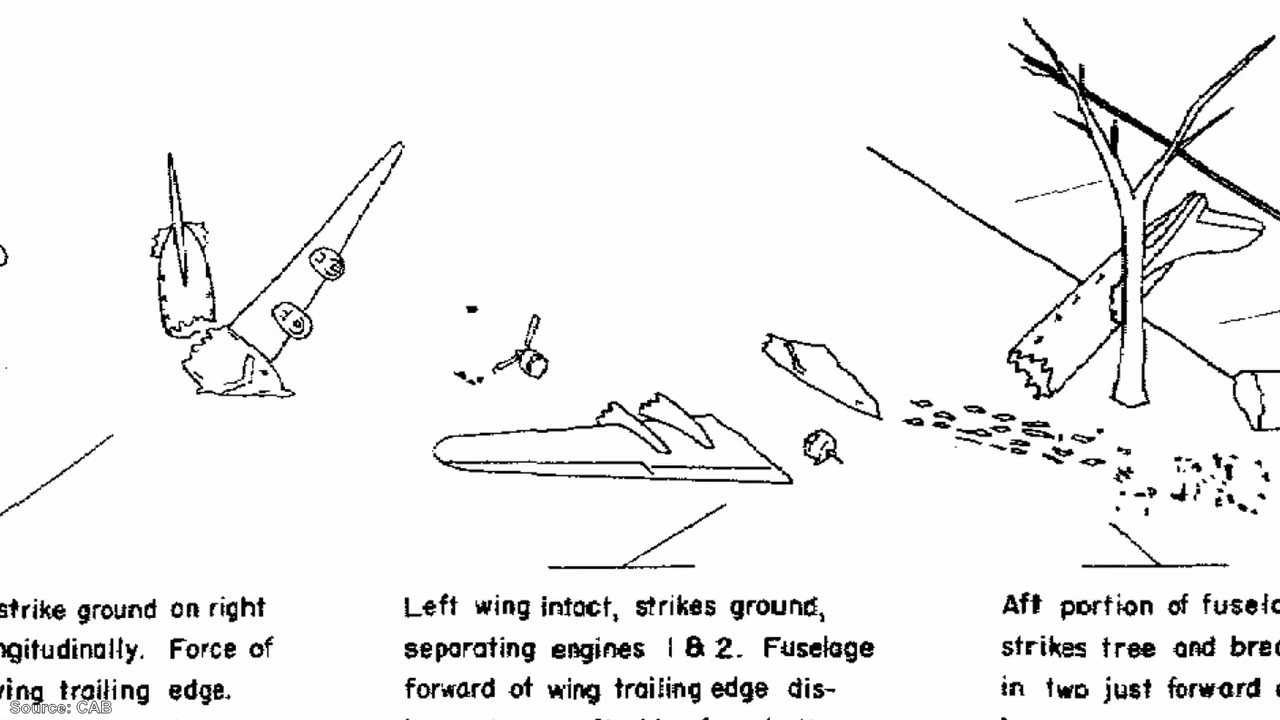 strike ground on right
ngitudinally. Force of
ving trailing edge.
Source: CAB
Left wing intact, strikes ground,
separating engines 1 & 2. Fuselage
forward of wing trailing edge dis-
Aft portion of fusela
strikes tree and brea
in two just forward